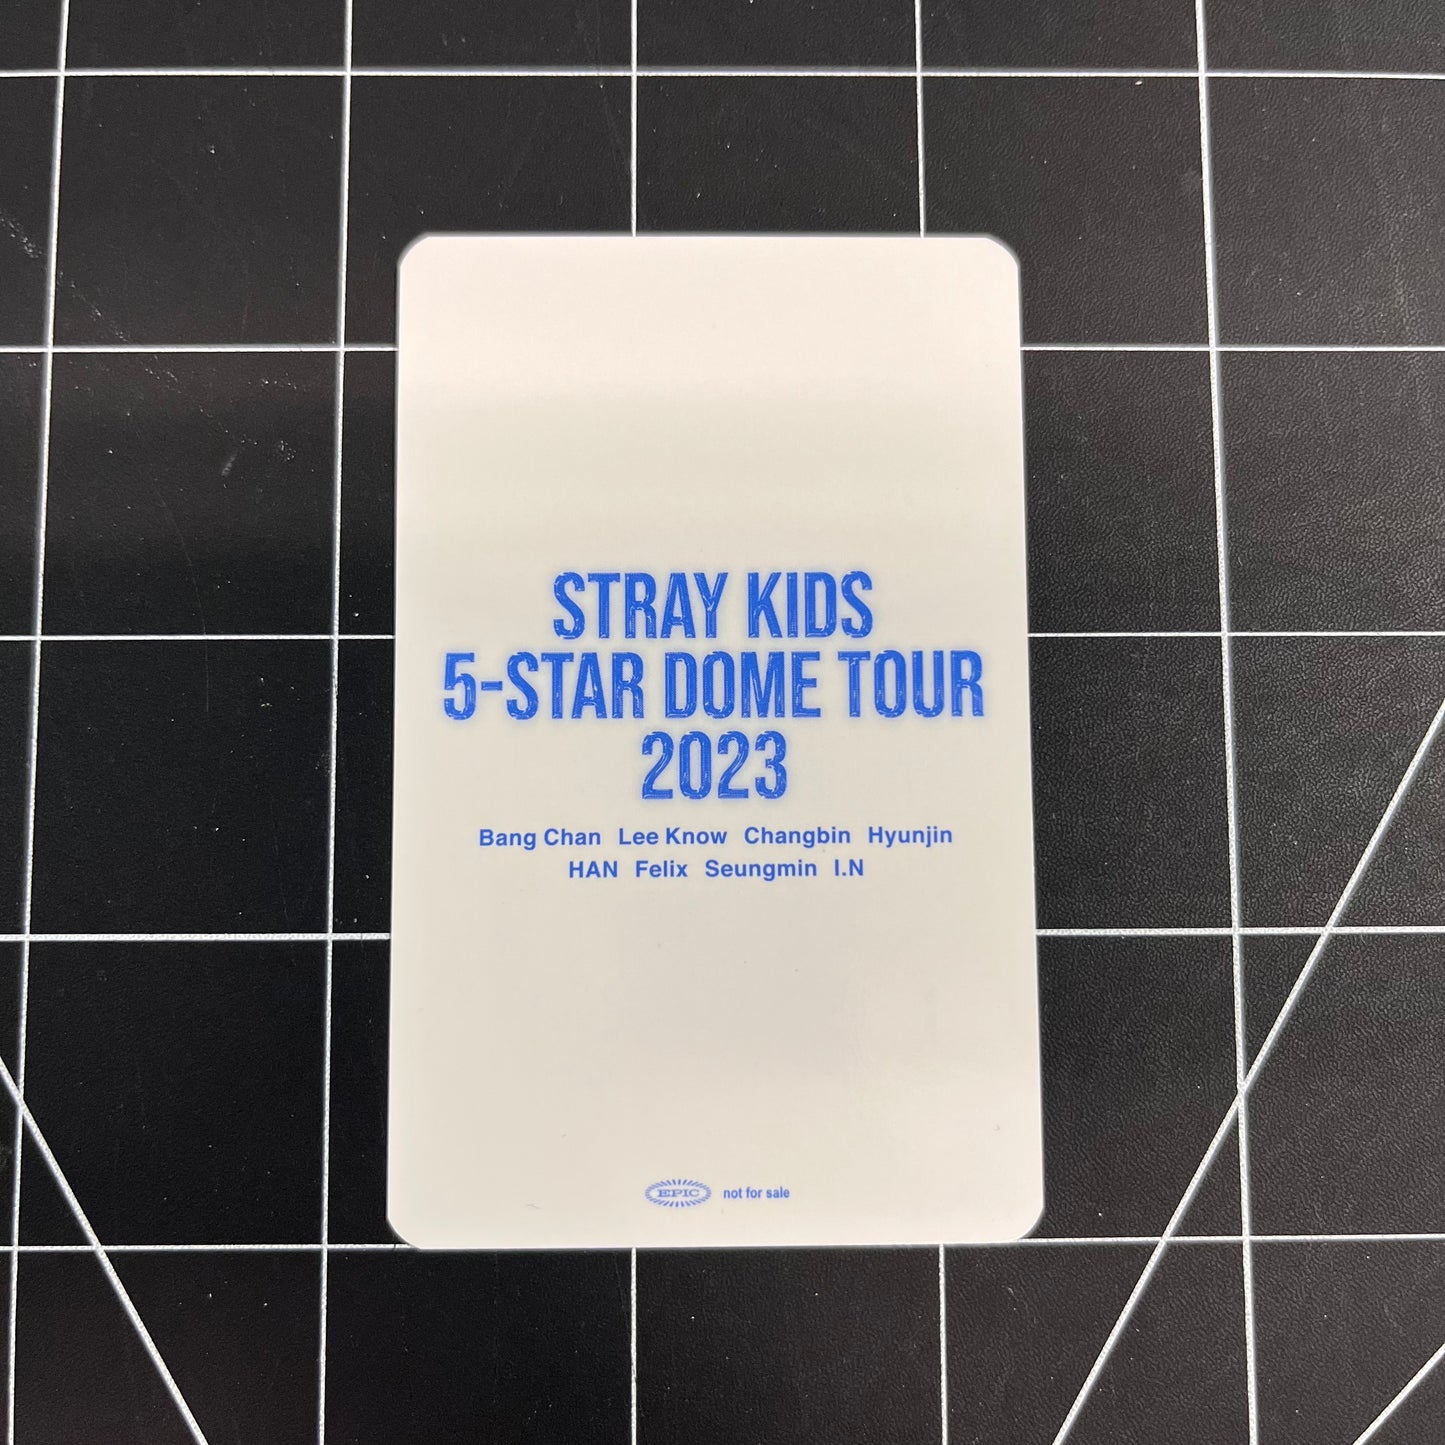 STRAY KIDS
5-STAR DOME TOUR
2023
Bang Chan Lee Know Changbin Hyunjin
HAN Felix Seungmin I.N
EPIC not for sale